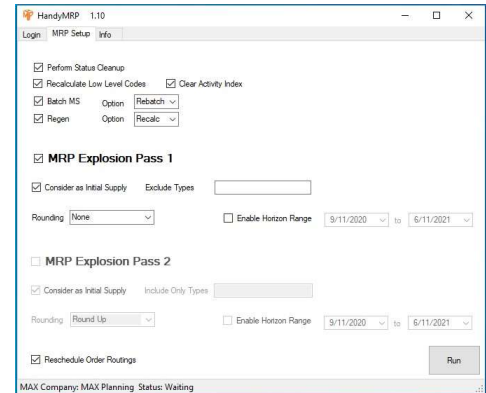 HandyMRP 1.10
Login MRP Setup Info
Perform Status Cleanup
Recalculate Low Level Codes Clear Activity Index
Batch MS Option Rebatch
Regen Option Recalc
MRP Explosion Pass 1
Consider as Initial Supply Exclude Types
Rounding None Enable Horizon Range 9/11/2020 to 6/11/2021
MRP Explosion Pass 2
Consider as Initial Supply Include Only Types
Rounding Round Up Enable Horizon Range 9/11/2020 to 6/11/2021
Reschedule Order Routings Run
MAX Company: MAX Planning Status: Waiting